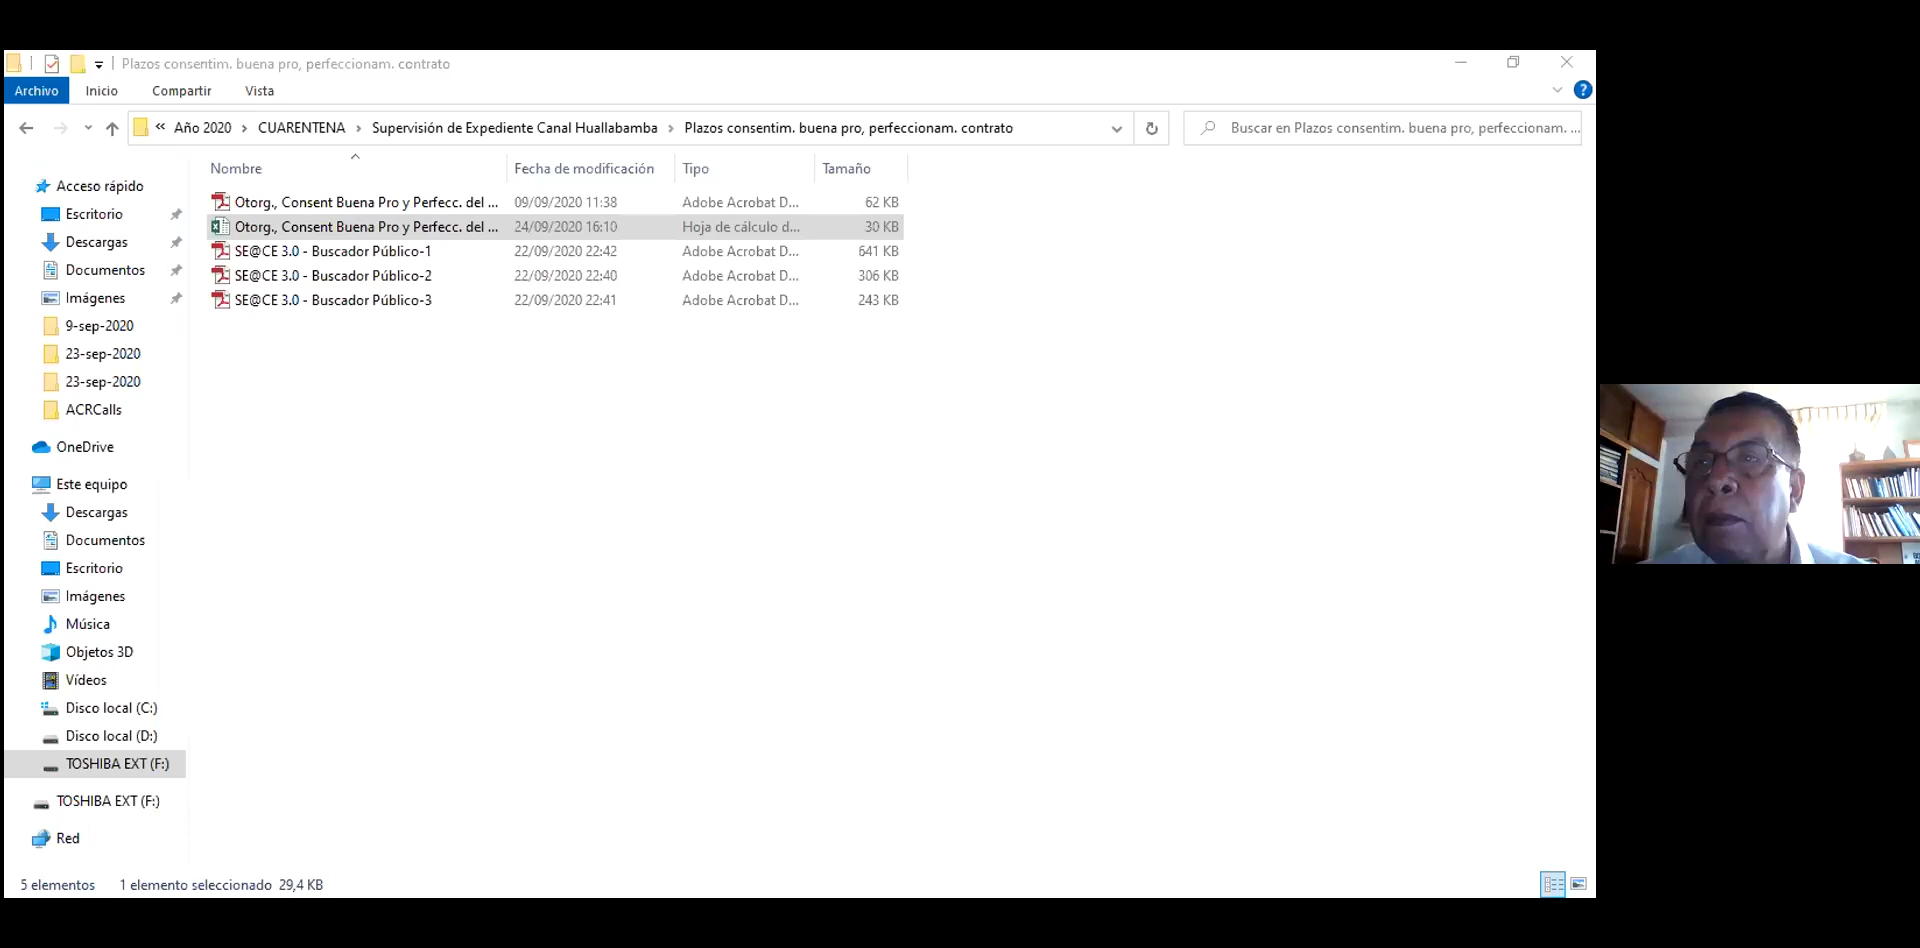 Plazos consentim. buena pro, perfeccionam. contrato
Archivo Inicio Compartir Vista
« Año 2020 > CUARENTENA > Supervisión de Expediente Canal Huallabamba > Plazos consentim. buena pro, perfeccionam. contrato
Buscar en Plazos consentim. buena pro, perfeccionam. ...
Nombre Fecha de modificación Tipo Tamaño
Otorg., Consent Buena Pro y Perfecc. del ... 09/09/2020 11:38 Adobe Acrobat D... 62 KB
Otorg., Consent Buena Pro y Perfecc. del ... 24/09/2020 16:10 Hoja de cálculo d... 30 KB
SE@CE 3.0 - Buscador Público-1 22/09/2020 22:42 Adobe Acrobat D... 641 KB
SE@CE 3.0 - Buscador Público-2 22/09/2020 22:40 Adobe Acrobat D... 306 KB
SE@CE 3.0 - Buscador Público-3 22/09/2020 22:41 Adobe Acrobat D... 243 KB
Acceso rápido
Escritorio
Descargas
Documentos
Imágenes
9-sep-2020
23-sep-2020
23-sep-2020
ACRCalls
OneDrive
Este equipo
Descargas
Documentos
Escritorio
Imágenes
Música
Objetos 3D
Vídeos
Disco local (C:)
Disco local (D:)
TOSHIBA EXT (F:)
TOSHIBA EXT (F:)
Red
5 elementos 1 elemento seleccionado 29,4 KB